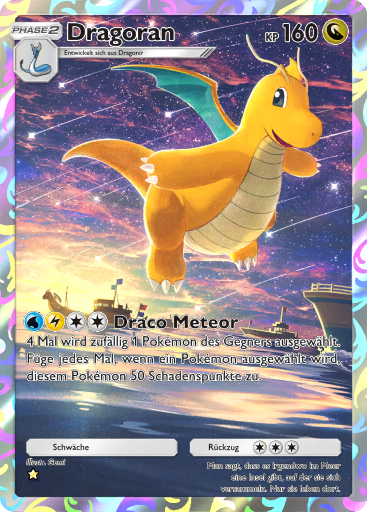 PHASE 2
Dragoran
KP 160
Entwickelt sich aus Dragonir
Draco Meteor
4 Mal wird zufällig 1 Pokémon des Gegners ausgewählt.
Füge jedes Mal, wenn ein Pokémon ausgewählt wird,
diesem Pokémon 50 Schadenspunkte zu.
Schwäche
Rückzug
Illustr. Gemi
Man sagt, dass es irgendwo im Meer
eine Insel gibt, auf der sie sich
versammeln. Nur sie leben dort.